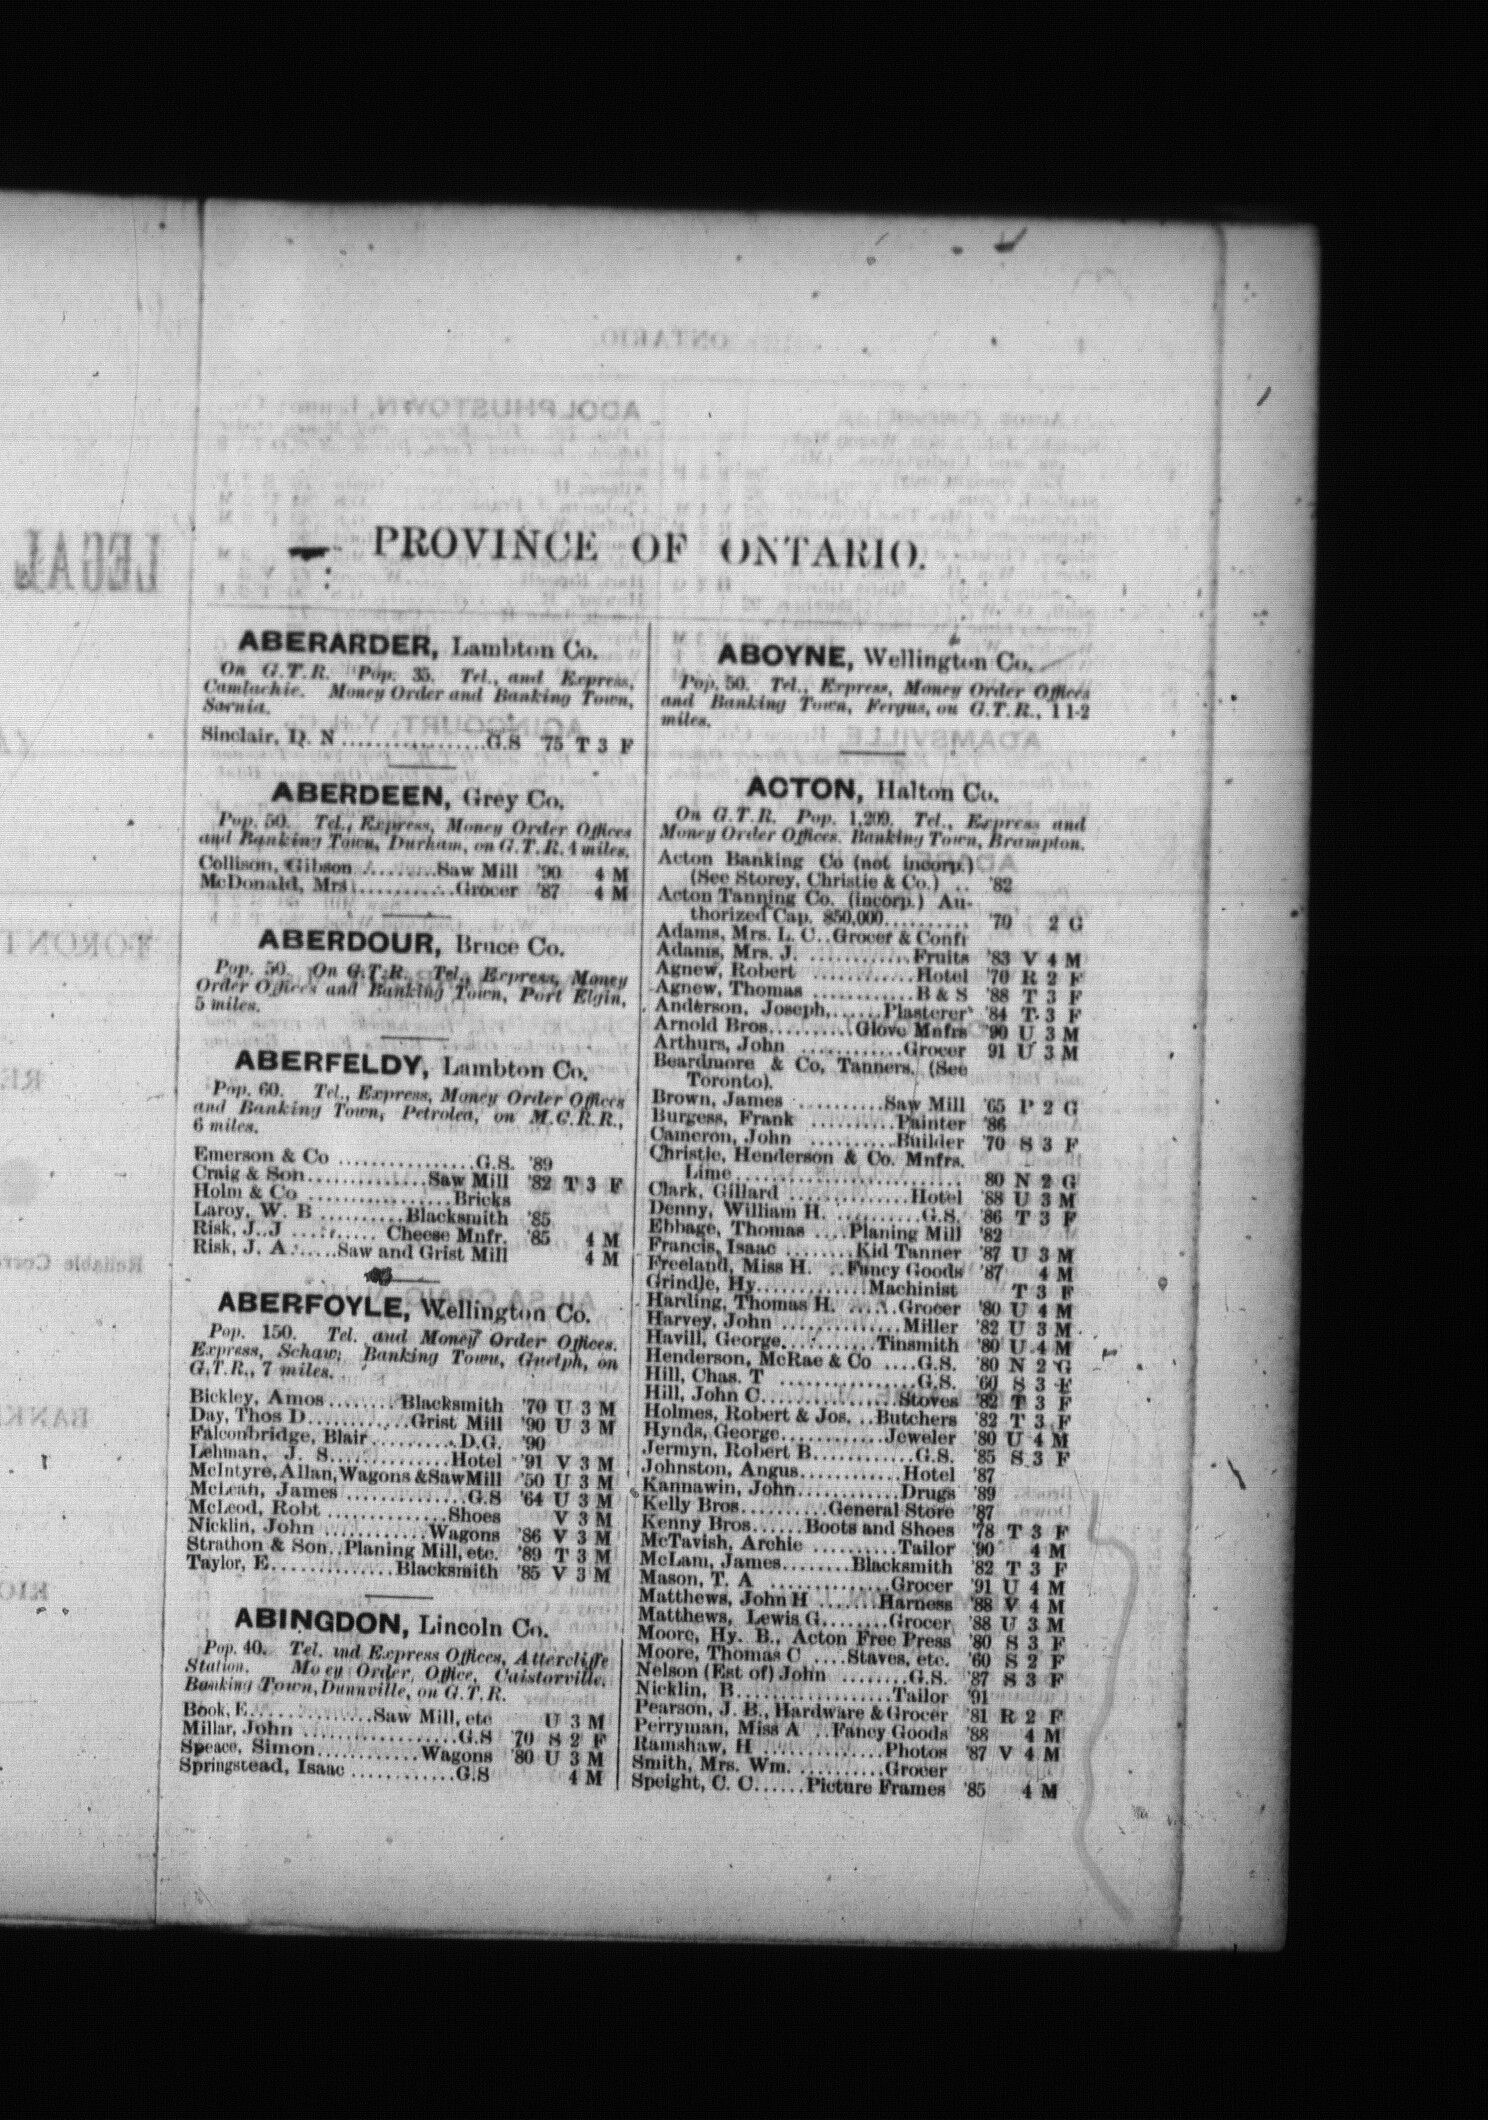 PROVINCE OF ONTARIO.
ABERARDER, Lambton Co.
On G.T.R. Pop. 35. Tel., and Express,
Camlachie. Money Order and Banking Town,
Sarnia.
Sinclair, D. N .................G.S 75 T 3 F
ABERDEEN, Grey Co.
Pop. 50. Tel., Express, Money Order Offices
and Banking Town, Durham, on G.T.R. 4 miles.
Collison, Gibson .........Saw Mill '90 4 M
McDonald, Mrs ............Grocer '87 4 M
ABERDOUR, Bruce Co.
Pop. 50. On G.T.R. Tel., Express, Money
Order Offices and Banking Town, Port Elgin,
5 miles.
ABERFELDY, Lambton Co.
Pop. 60. Tel., Express, Money Order Offices
and Banking Town, Petrolea, on M.C.R.R.,
6 miles.
Emerson & Co ................G.S. '89
Craig & Son..............Saw Mill '82 T 3 F
Holm & Co .................Bricks
Laroy, W. B ..........Blacksmith '85
Risk, J. J .......... Cheese Mnfr. '85 4 M
Risk, J. A ......Saw and Grist Mill 4 M
ABERFOYLE, Wellington Co.
Pop. 150. Tel. and Money Order Offices.
Express, Schaw; Banking Town, Guelph, on
G.T.R., 7 miles.
Bickley, Amos.........Blacksmith '70 U 3 M
Day, Thos D............Grist Mill '90 U 3 M
Falconbridge, Blair..........D.G. '90
Lehman, J. S..............Hotel '91 V 3 M
McIntyre, Allan, Wagons & Saw Mill '50 U 3 M
McLean, James ..............G.S '64 U 3 M
McLeod, Robt ..............Shoes V 3 M
Nicklin, John ............Wagons '86 V 3 M
Strathon & Son..Planing Mill, etc. '89 T 3 M
Taylor, E..............Blacksmith '85 V 3 M
ABINGDON, Lincoln Co.
Pop. 40. Tel. and Express Offices, Attercliffe
Station. Mo ey Order, Office, Caistorville.
Banking Town, Dunnville, on G.T.R.
Book, E..............Saw Mill, etc U 3 M
Millar, John ..................G.S '70 S 2 F
Speace, Simon............Wagons '80 U 3 M
Springstead, Isaac ............G.S 4 M
ABOYNE, Wellington Co.
Pop. 50. Tel., Express, Money Order Offices
and Banking Town, Fergus, on G.T.R., 1 1-2
miles.
ACTON, Halton Co.
On G.T.R. Pop. 1,209. Tel., Express and
Money Order Offices. Banking Town, Brampton.
Acton Banking Co (not incorp.)
(See Storey, Christie & Co.) .. '82
Acton Tanning Co. (incorp.) Au-
thorized Cap. $50,000.......... '70 2 G
Adams, Mrs. L. C..Grocer & Confr
Adams, Mrs. J. ............Fruits '83 V 4 M
Agnew, Robert ............Hotel '70 R 2 F
Agnew, Thomas ............B & S '88 T 3 F
Anderson, Joseph,......Plasterer '84 T 3 F
Arnold Bros..........Glove Mnfrs '90 U 3 M
Arthurs, John ............Grocer 91 U 3 M
Beardmore & Co, Tanners. (See
Toronto).
Brown, James ..........Saw Mill '65 P 2 G
Burgess, Frank ..........Painter '86
Cameron, John ..........Builder '70 S 3 F
Christie, Henderson & Co. Mnfrs.
Lime .......................... 80 N 2 G
Clark, Gillard ..............Hotel '88 U 3 M
Denny, William H. ..........G.S. '86 T 3 F
Ebbage, Thomas ....Planing Mill '82
Francis, Isaac ........Kid Tanner '87 U 3 M
Freeland, Miss H. ..Fancy Goods '87 4 M
Grindle, Hy.............Machinist T 3 F
Harding, Thomas H. ......Grocer '80 U 4 M
Harvey, John ..............Miller '82 U 3 M
Havill, George............Tinsmith '80 U 4 M
Henderson, McRae & Co ....G.S. '80 N 2 G
Hill, Chas. T ................G.S. '60 S 3 F
Hill, John C................Stoves '82 T 3 F
Holmes, Robert & Jos. ..Butchers '82 T 3 F
Hynds, George............Jeweler '80 U 4 M
Jermyn, Robert B............G.S. '85 S 3 F
Johnston, Angus............Hotel '87
Kannawin, John............Drugs '89
Kelly Bros..........General Store '87
Kenny Bros......Boots and Shoes '78 T 3 F
McTavish, Archie ..........Tailor '90 4 M
McLam, James........Blacksmith '82 T 3 F
Mason, T. A ..............Grocer '91 U 4 M
Matthews, John H .......Harness '88 V 4 M
Matthews, Lewis G........Grocer '88 U 3 M
Moore, Hy. B., Acton Free Press '80 S 3 F
Moore, Thomas C ....Staves, etc. '60 S 2 F
Nelson (Est of) John ........G.S. '87 S 3 F
Nicklin, B...................Tailor '91
Pearson, J. B., Hardware & Grocer '81 R 2 F
Perryman, Miss A ..Fancy Goods '88 4 M
Ramshaw, H ...............Photos '87 V 4 M
Smith, Mrs. Wm. ..........Grocer
Speight, C. C......Picture Frames '85 4 M